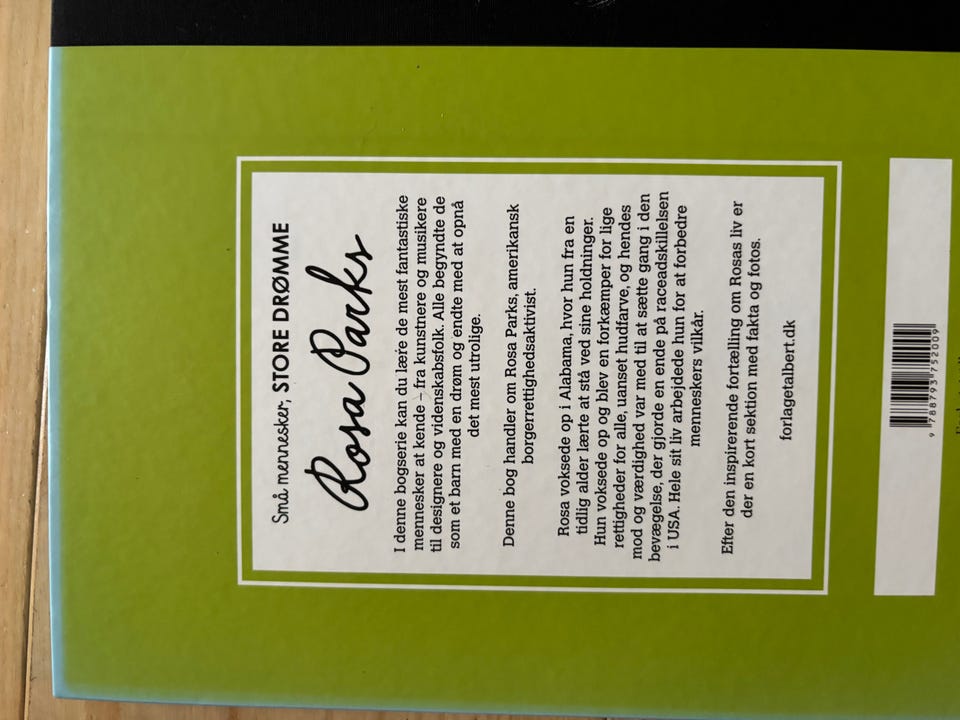 Små mennesker, STORE DRØMME
Rosa Parks
I denne bogserie kan du lære de mest fantastiske
mennesker at kende – fra kunstnere og musikere
til designere og videnskabsfolk. Alle begyndte de
som et barn med en drøm og endte med at opnå
det mest utrolige.
Denne bog handler om Rosa Parks, amerikansk
borgerrettighedsaktivist.
Rosa voksede op i Alabama, hvor hun fra en
tidlig alder lærte at stå ved sine holdninger.
Hun voksede op og blev en forkæmper for lige
rettigheder for alle, uanset hudfarve, og hendes
mod og værdighed var med til at sætte gang i den
bevægelse, der gjorde en ende på raceadskillelsen
i USA. Hele sit liv arbejdede hun for at forbedre
menneskers vilkår.
Efter den inspirerende fortælling om Rosas liv er
der en kort sektion med fakta og fotos.
forlagetalbert.dk
9 788793 752009